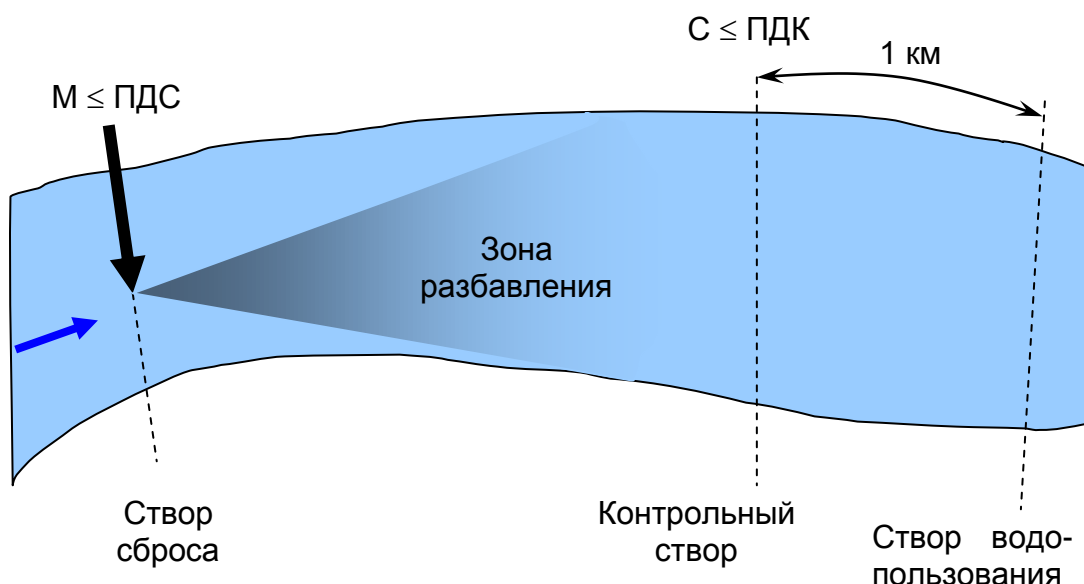 С ≤ ПДК
1 км
М ≤ ПДС
Зона
разбавления
Створ
сброса
Контрольный
створ
Створ водо-
пользования